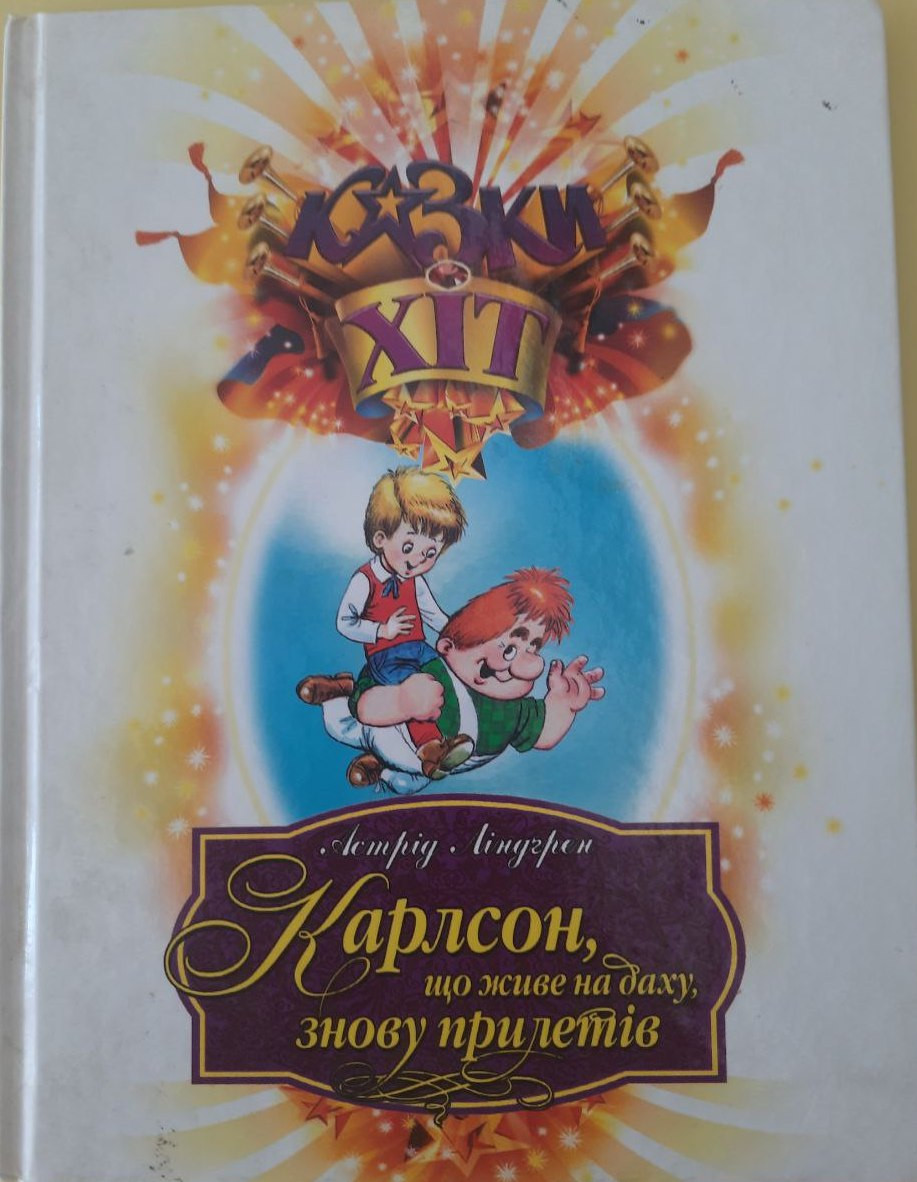 КАЗКИ
ХІТ
Астрід Ліндгрен
Карлсон,
що живе на даху,
знову прилетів